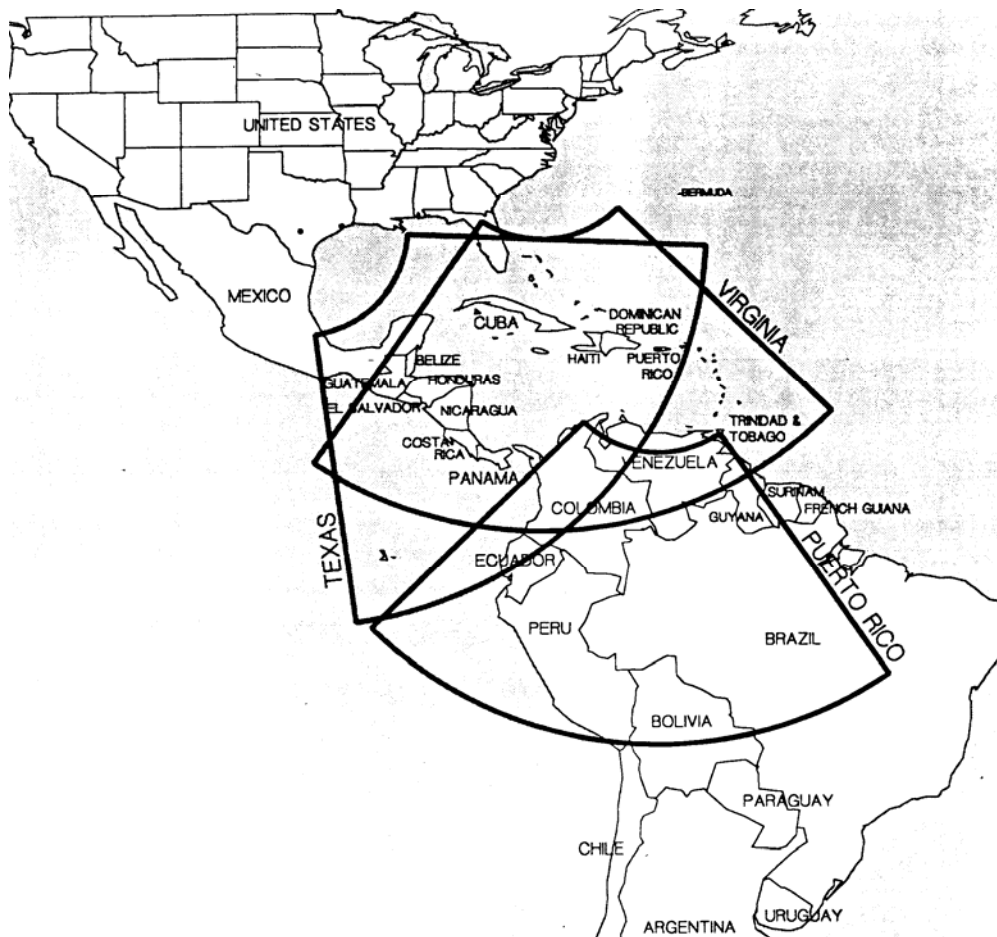 UNITED STATES
-BERMUDA
MEXICO
VIRGINIA
CUBA
DOMINICAN
REPUBLIC
BELIZE
HAITI
PUERTO
RICO
GUATEMALA
HONDURAS
EL SALVADOR
NICARAGUA
TRINIDAD &
TOBAGO
COSTA
RICA
PANAMA
VENEZUELA
SURINAM
COLOMBIA
GUYANA
FRENCH GUIANA
TEXAS
ECUADOR
PUERTO RICO
PERU
BRAZIL
BOLIVIA
PARAGUAY
CHILE
URUGUAY
ARGENTINA